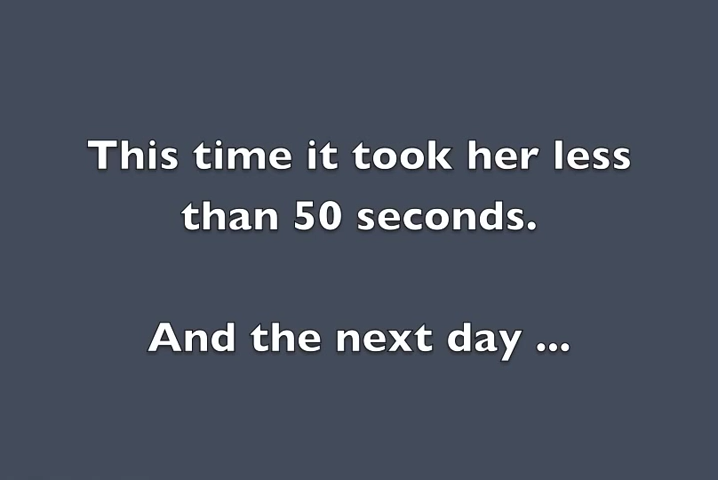 This time it took her less
than 50 seconds.
And the next day ...